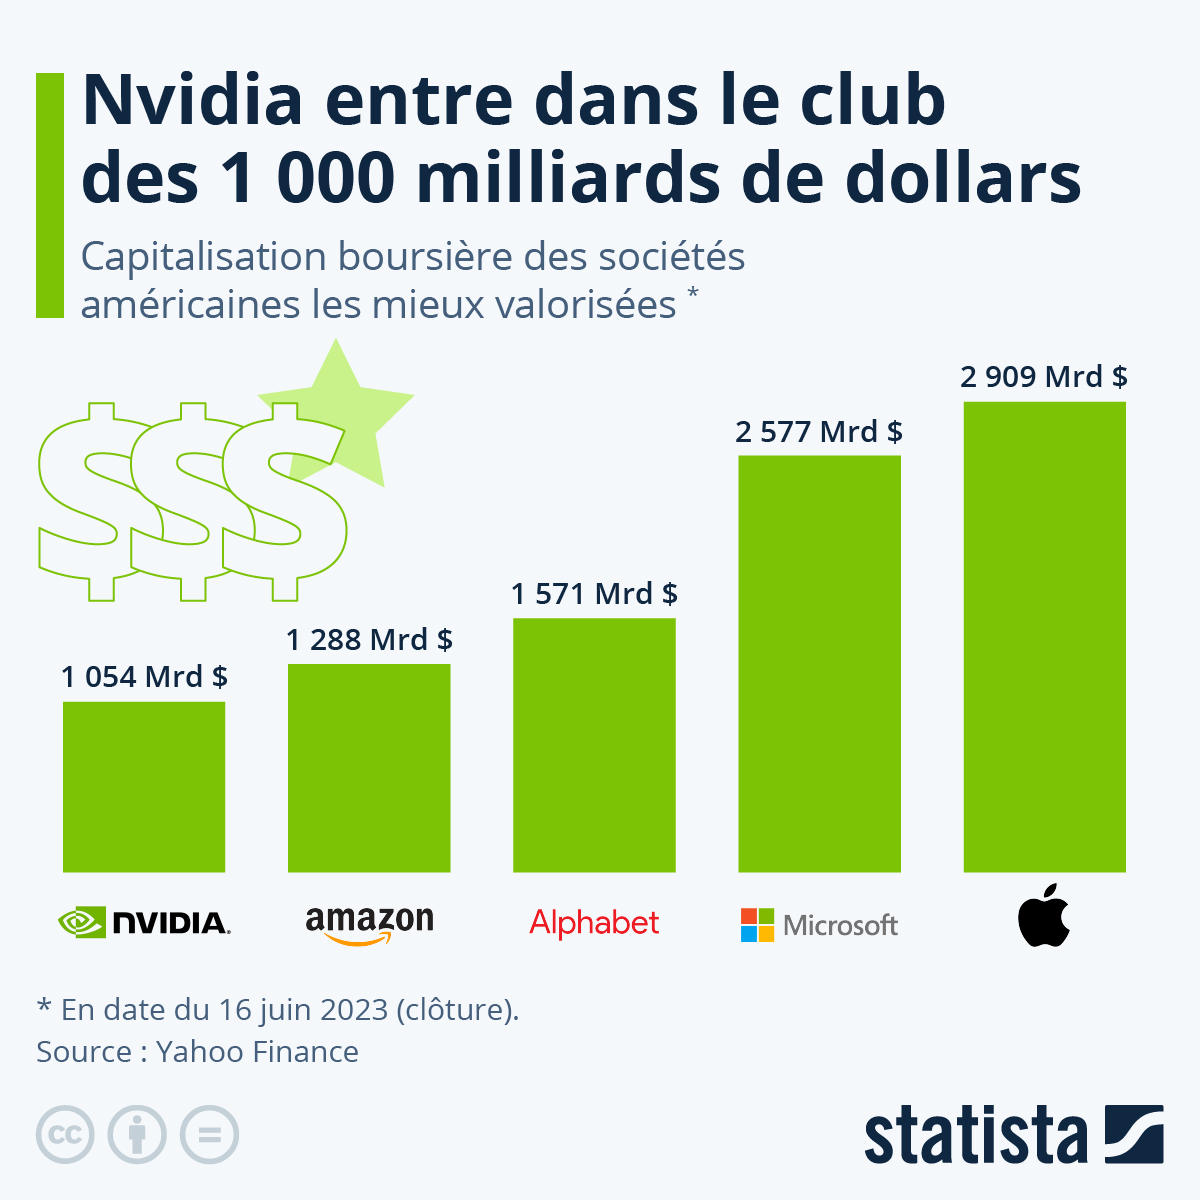 Nvidia entre dans le club
des 1 000 milliards de dollars
Capitalisation boursière des sociétés
américaines les mieux valorisées *
$$$
2 909 Mrd $
2 577 Mrd $
1 571 Mrd $
1 288 Mrd $
1 054 Mrd $
NVIDIA.
amazon
Alphabet
Microsoft
* En date du 16 juin 2023 (clôture).
Source : Yahoo Finance
cc
=
statista